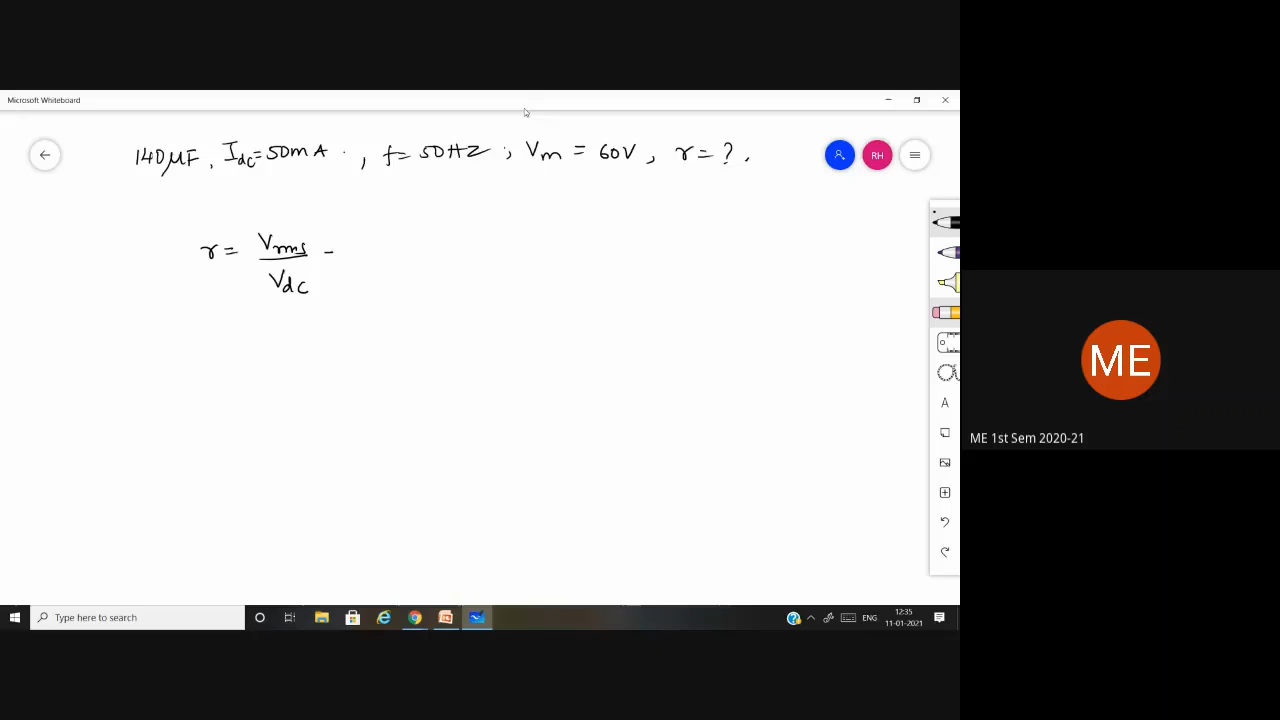 Microsoft Whiteboard
140μF, Idc=50mA, f=50HZ, Vm = 60V, r=?.
RH
r = Vrms / Vdc =
A
ME
ME 1st Sem 2020-21
Type here to search
ENG
12:35
11-01-2021